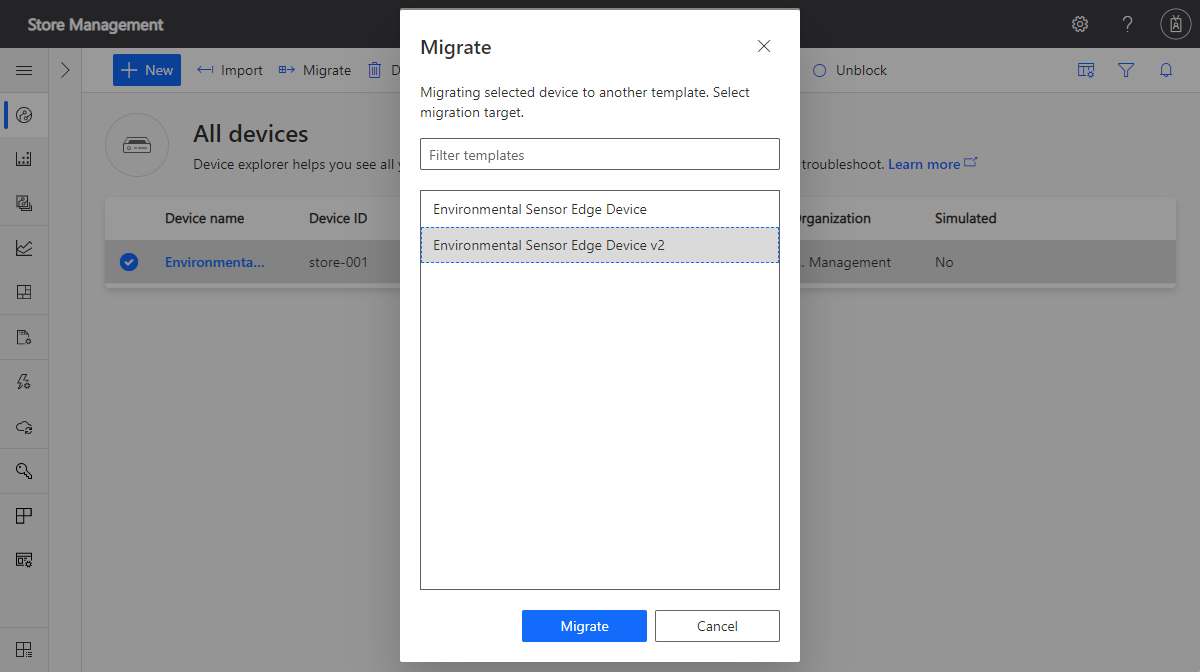 Store Management
?
New
Import
Migrate
D
Unblock
All devices
Device explorer helps you see all
troubleshoot. Learn more
Device name
Device ID
rganization
Simulated
Environmenta...
store-001
. Management
No
Migrate
Migrating selected device to another template. Select
migration target.
Filter templates
Environmental Sensor Edge Device
Environmental Sensor Edge Device v2
Migrate
Cancel